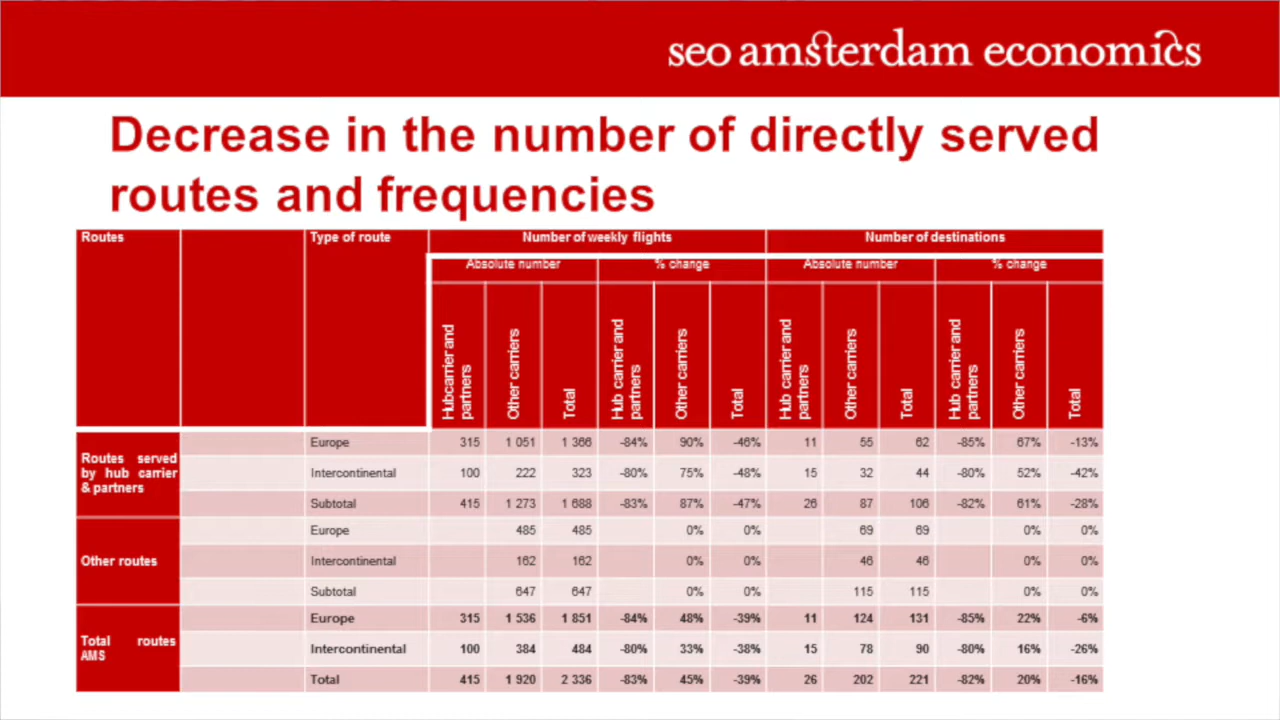 seo amsterdam economics
Decrease in the number of directly served
routes and frequencies
Routes Type of route Number of weekly flights Number of destinations
Absolute number % change Absolute number % change
Hubcarrier and partners Other carriers Total Hub carrier and partners Other carriers Total Hub carrier and partners Other carriers Total Hub carrier and partners Other carriers Total
Routes served
by hub carrier
& partners
Europe 315 1 051 1 366 -84% 90% -46% 11 55 62 -85% 67% -13%
Intercontinental 100 222 323 -80% 75% -48% 15 32 44 -80% 52% -42%
Subtotal 415 1 273 1 688 -83% 87% -47% 26 87 106 -82% 61% -28%
Other routes
Europe 485 485 0% 0% 69 69 0% 0%
Intercontinental 162 162 0% 0% 46 46 0% 0%
Subtotal 647 647 0% 0% 115 115 0% 0%
Total routes
AMS
Europe 315 1 536 1 851 -84% 48% -39% 11 124 131 -85% 22% -6%
Intercontinental 100 384 484 -80% 33% -38% 15 78 90 -80% 16% -26%
Total 415 1 920 2 336 -83% 45% -39% 26 202 221 -82% 20% -16%